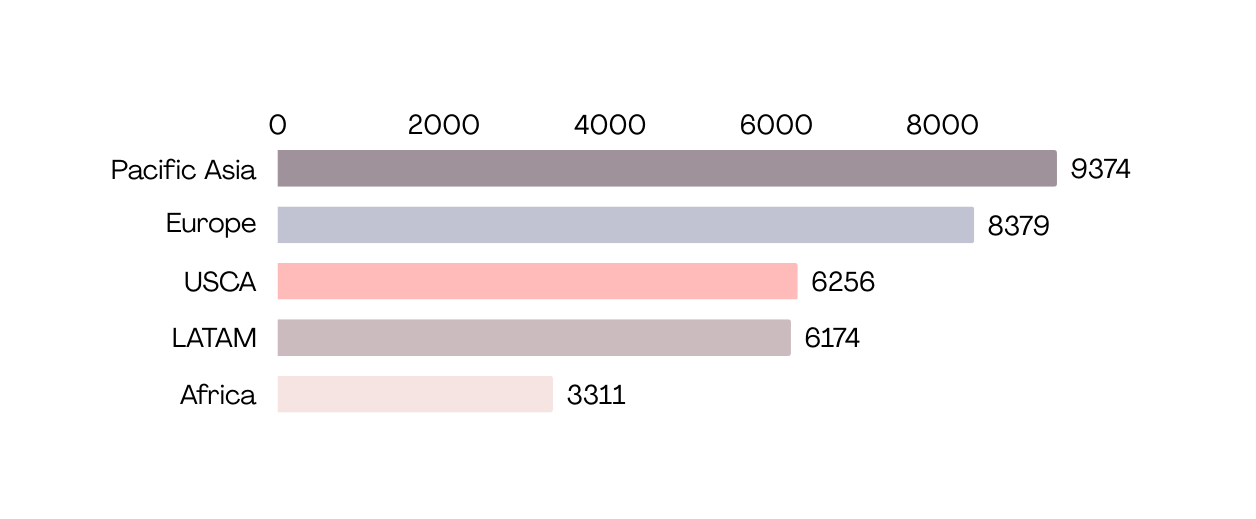 0 2000 4000 6000 8000
Pacific Asia 9374
Europe 8379
USCA 6256
LATAM 6174
Africa 3311